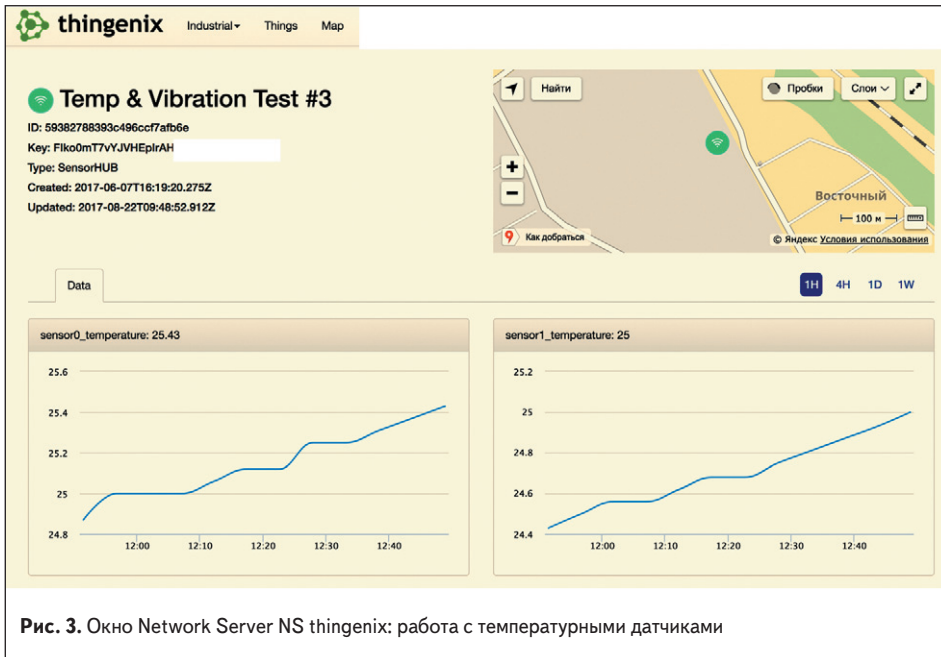 thingenix Industrial Things Map
Temp & Vibration Test #3
ID: 59382788393c496ccf7afb6e
Key: Flko0mT7vYJVHEplrAH
Type: SensorHUB
Created: 2017-06-07T16:19:20.275Z
Updated: 2017-08-22T09:48:52.912Z
Найти Пробки Слои
+
−
Восточный
100 м
Как добраться
© Яндекс Условия использования
Data
1H 4H 1D 1W
sensor0_temperature: 25.43
25.6
25.4
25.2
25
24.8
12:00 12:10 12:20 12:30 12:40
sensor1_temperature: 25
25.2
25
24.8
24.6
24.4
12:00 12:10 12:20 12:30 12:40
Рис. 3. Окно Network Server NS thingenix: работа с температурными датчиками